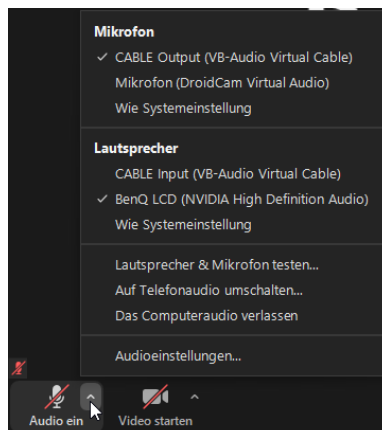 Mikrofon
CABLE Output (VB-Audio Virtual Cable)
Mikrofon (DroidCam Virtual Audio)
Wie Systemeinstellung
Lautsprecher
CABLE Input (VB-Audio Virtual Cable)
BenQ LCD (NVIDIA High Definition Audio)
Wie Systemeinstellung
Lautsprecher & Mikrofon testen...
Auf Telefonaudio umschalten...
Das Computeraudio verlassen
Audioeinstellungen...
Audio ein
Video starten